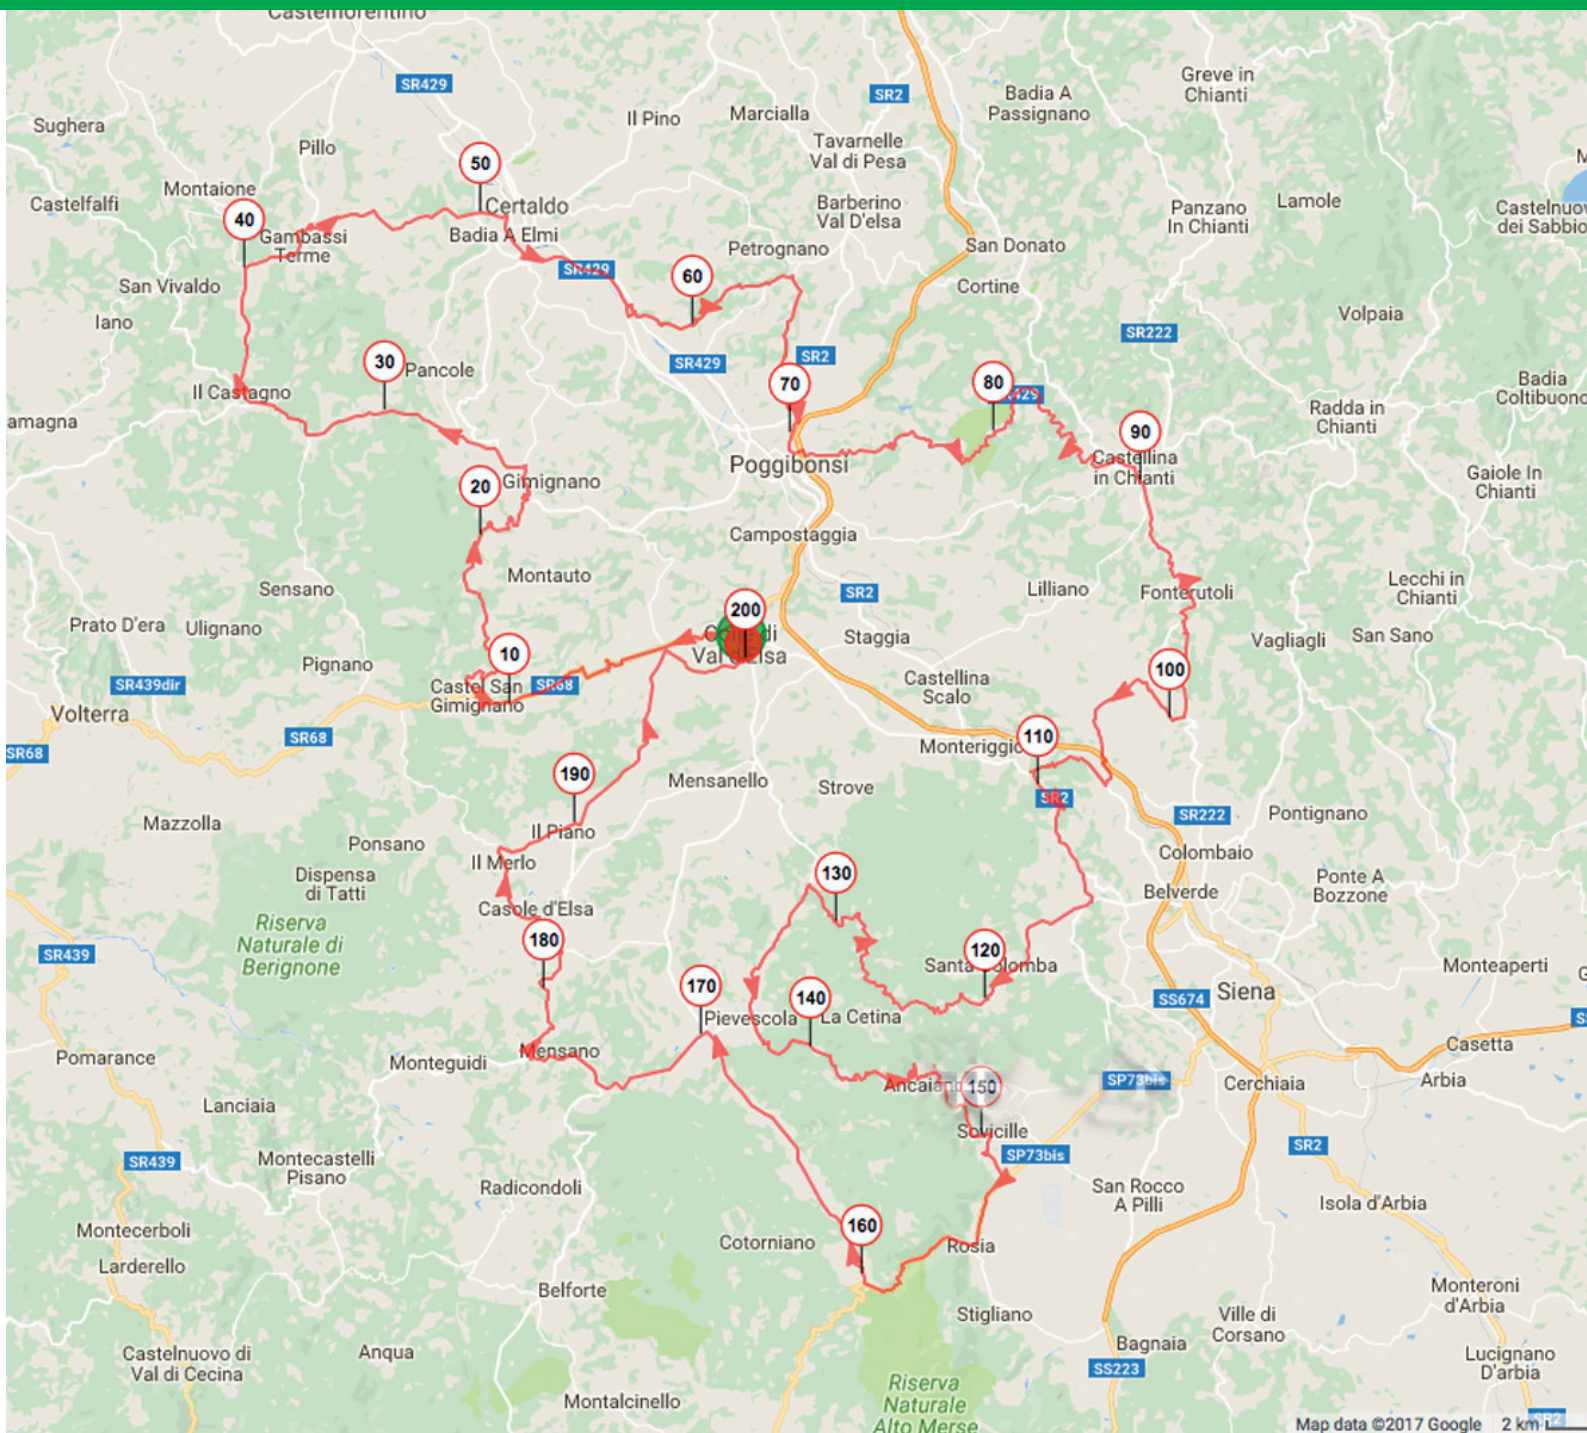 Castelfiorentino
SR429
Greve in
Chianti
SR2
Badia A
Passignano
Sughera
Il Pino
Marcialla
Pillo
Tavarnelle
Val di Pesa
50
Montaione
Castelfalfi
40
Certaldo
Barberino
Val D'elsa
Panzano
In Chianti
Lamole
Castelnuov
dei Sabbio
Gambassi
Terme
Badia A Elmi
Petrognano
San Donato
SR429
60
San Vivaldo
Cortine
Iano
Volpaia
SR222
30
Pancole
SR429
SR2
70
80
Il Castagno
Badia
Coltibuono
Radda in
Chianti
amagna
90
Castellina
in Chianti
Poggibonsi
Gaiole In
Chianti
20
Gimignano
Campostaggia
Sensano
Montauto
Lilliano
SR2
Fonterutoli
Lecchi in
Chianti
Prato D'era
Ulignano
200
Colle di
Val d'Elsa
Staggia
Vagliagli
San Sano
Pignano
10
SR439dir
Castel San
Gimignano
SR68
Castellina
Scalo
100
Volterra
SR68
SR68
Monteriggio
110
Mensanello
Strove
190
SR2
Mazzolla
Il Piano
SR222
Pontignano
Ponsano
Il Merlo
Colombaio
Dispensa
di Tatti
130
Belverde
Ponte A
Bozzone
Riserva
Naturale di
Berignone
Casole d'Elsa
SR439
180
120
Santa Colomba
Monteaperti
170
140
SS674
Siena
Pievescola
La Cetina
Pomarance
Monteguidi
Mensano
Casetta
Ancaiano
150
SP73bis
Cerchiaia
Arbia
Lanciaia
Sovicille
SR439
Montecastelli
Pisano
SP73bis
SR2
Radicondoli
San Rocco
A Pilli
Isola d'Arbia
Montecerboli
160
Cotorniano
Rosia
Larderello
Belforte
Stigliano
Ville di
Corsano
Monteroni
d'Arbia
Castelnuovo di
Val di Cecina
Anqua
Bagnaia
SS223
Lucignano
D'arbia
Montalcinello
Riserva
Naturale
Alto Merse
SR2
Map data ©2017 Google 2 km